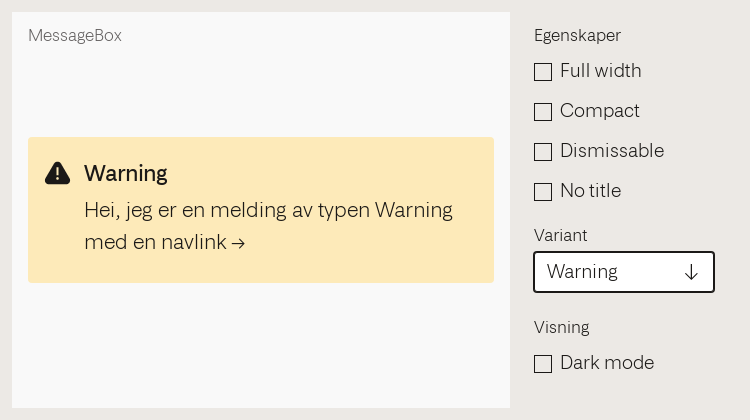 MessageBox
Warning
Hei, jeg er en melding av typen Warning
med en navlink →
Egenskaper
Full width
Compact
Dismissable
No title
Variant
Warning
Visning
Dark mode